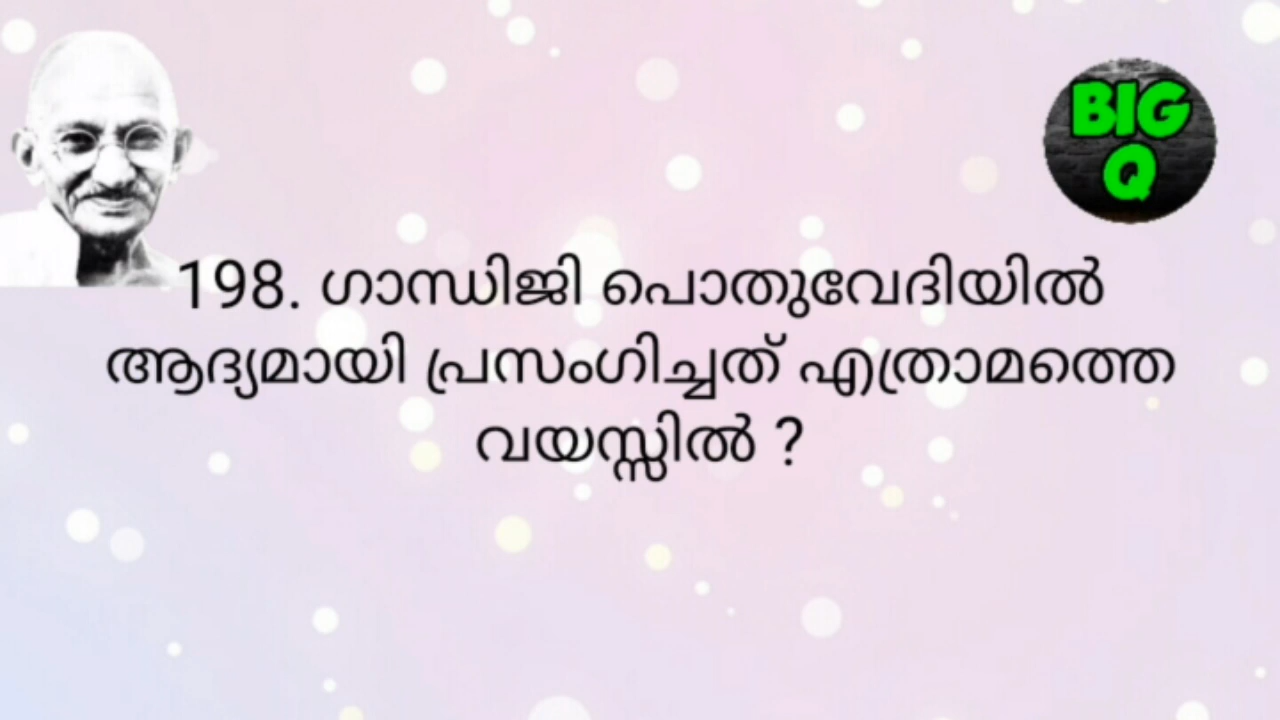 BIG
Q
198. ഗാന്ധിജി പൊതുവേദിയിൽ
ആദ്യമായി പ്രസംഗിച്ചത് എത്രാമത്തെ
വയസ്സിൽ ?